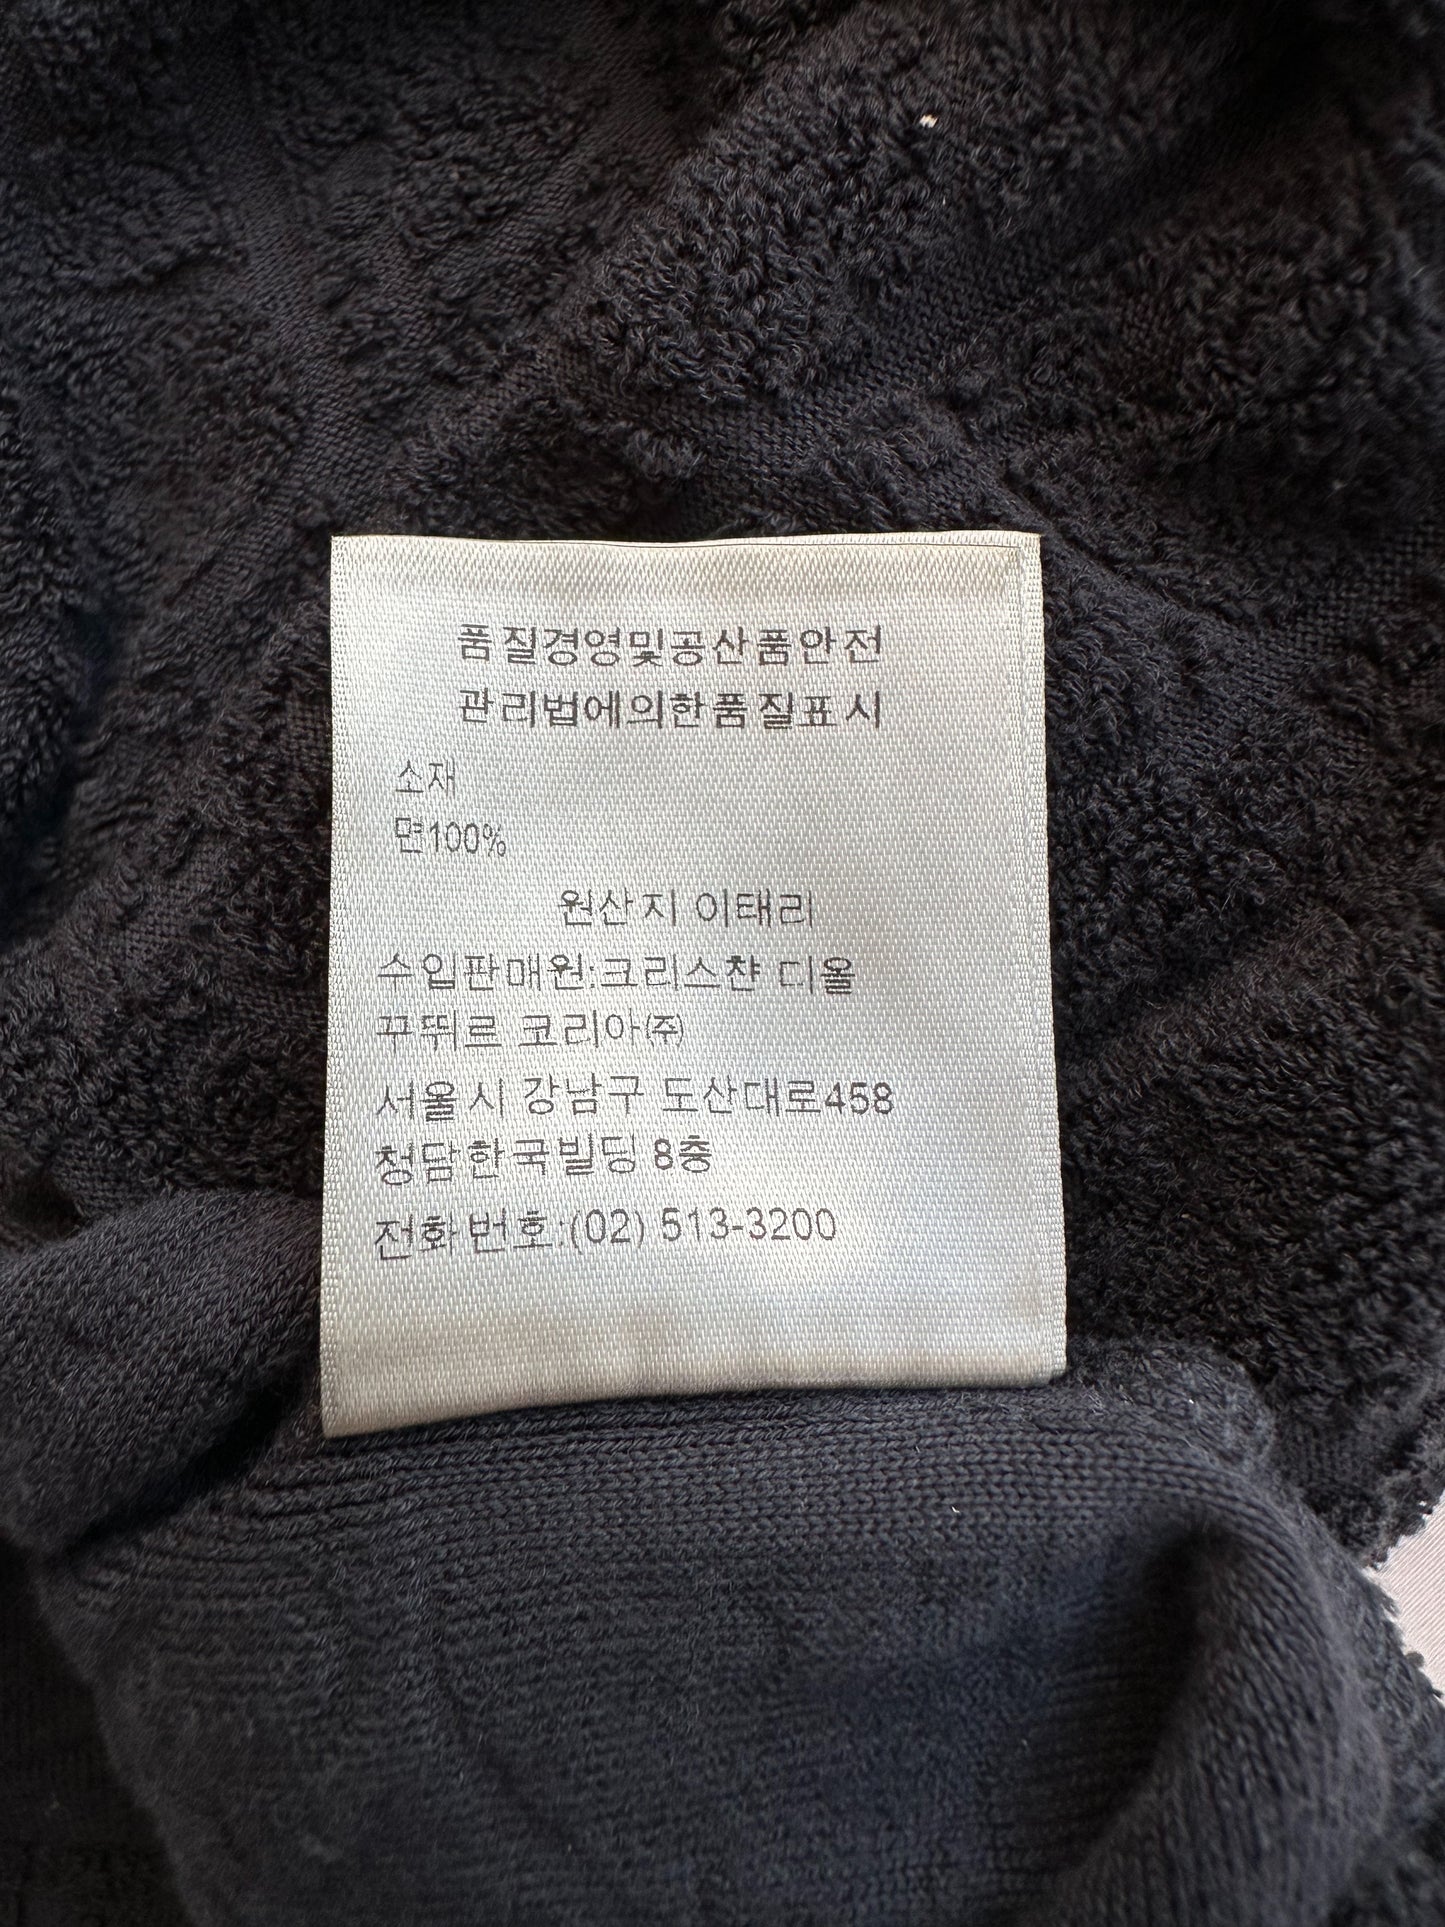 품질경영및공산품안전
관리법에의한품질표시
소재
면100%
원산지 이태리
수입판매원:크리스챤 디올
꾸뛰르 코리아㈜
서울시 강남구 도산대로458
청담한국빌딩 8층
전화번호:(02) 513-3200